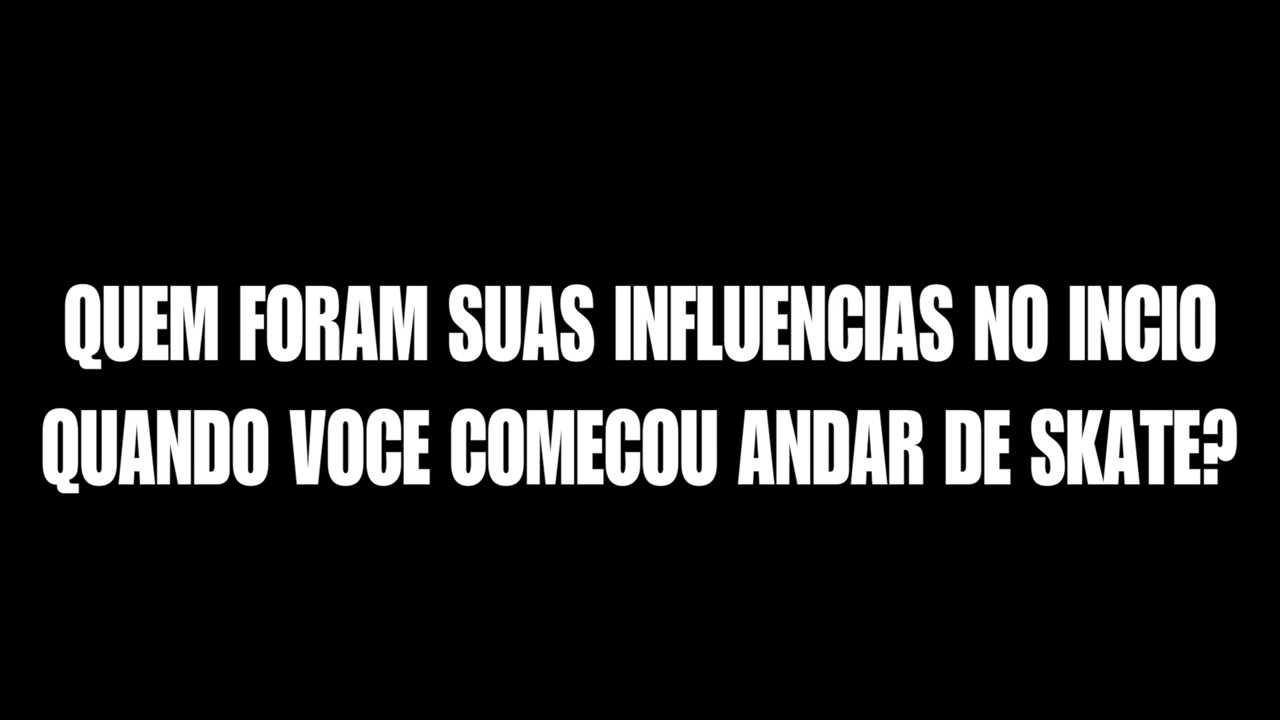 QUEM FORAM SUAS INFLUENCIAS NO INCIO
QUANDO VOCE COMECOU ANDAR DE SKATE?